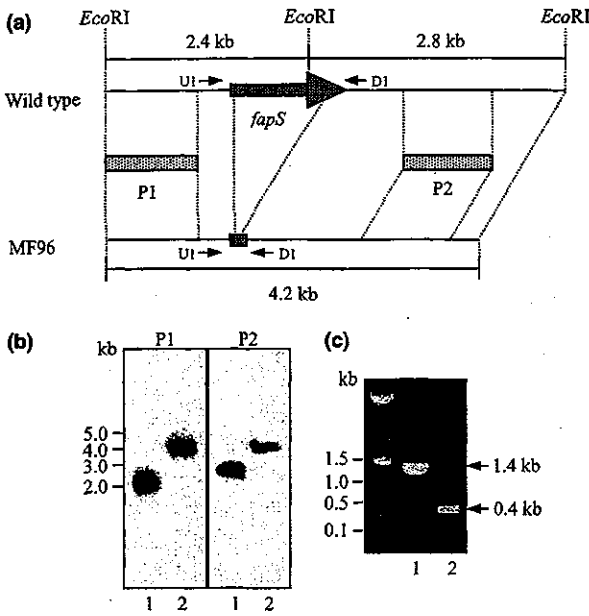 (a)
EcoRI EcoRI EcoRI
2.4 kb 2.8 kb
U1 D1
Wild type
fapS
P1 P2
MF96
U1 D1
4.2 kb
(b)
kb P1 P2
5.0
4.0
3.0
2.0
1 2 1 2
(c)
kb
1.5
1.0
0.5
0.1
1.4 kb
0.4 kb
1 2